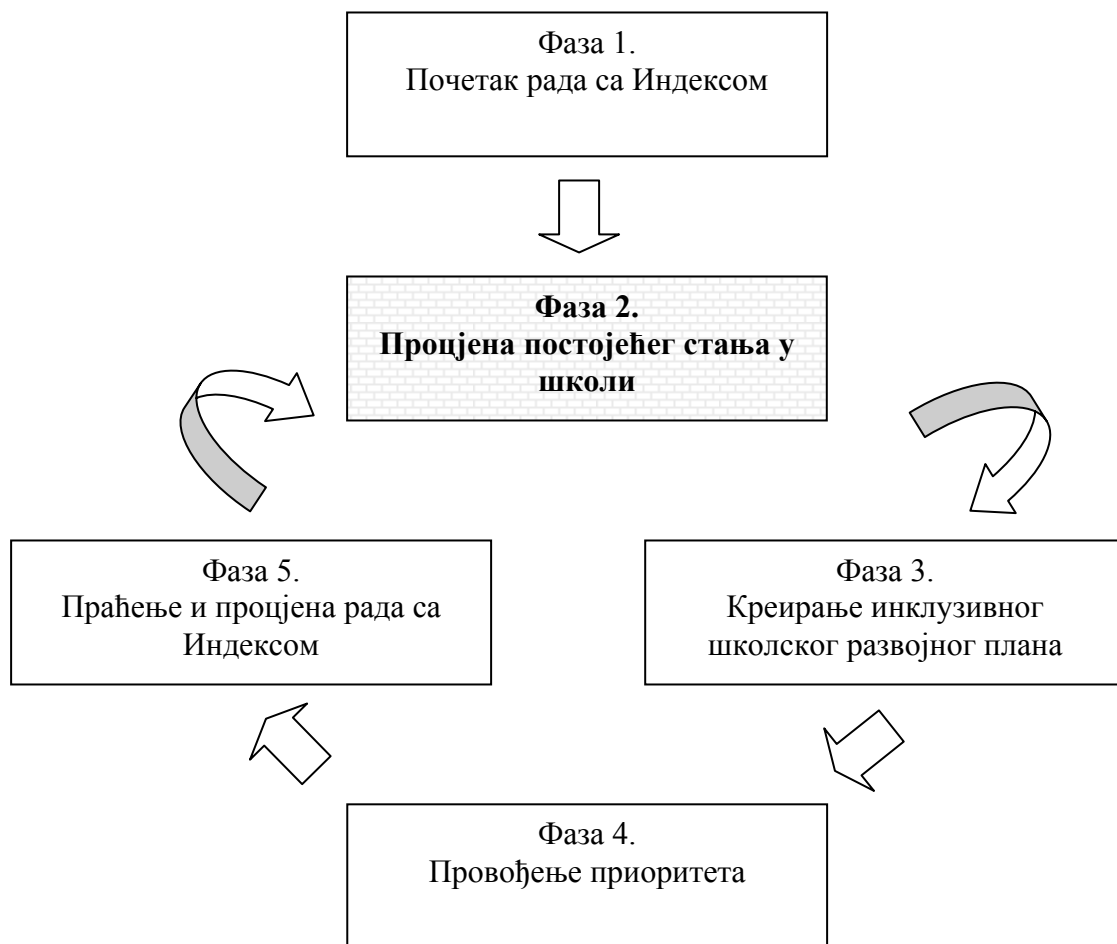 Фаза 1.
Почетак рада са Индексом
Фаза 2.
Процјена постојећег стања у
школи
Фаза 5.
Праћење и процјена рада са
Индексом
Фаза 3.
Креирање инклузивног
школског развојног плана
Фаза 4.
Провођење приоритета